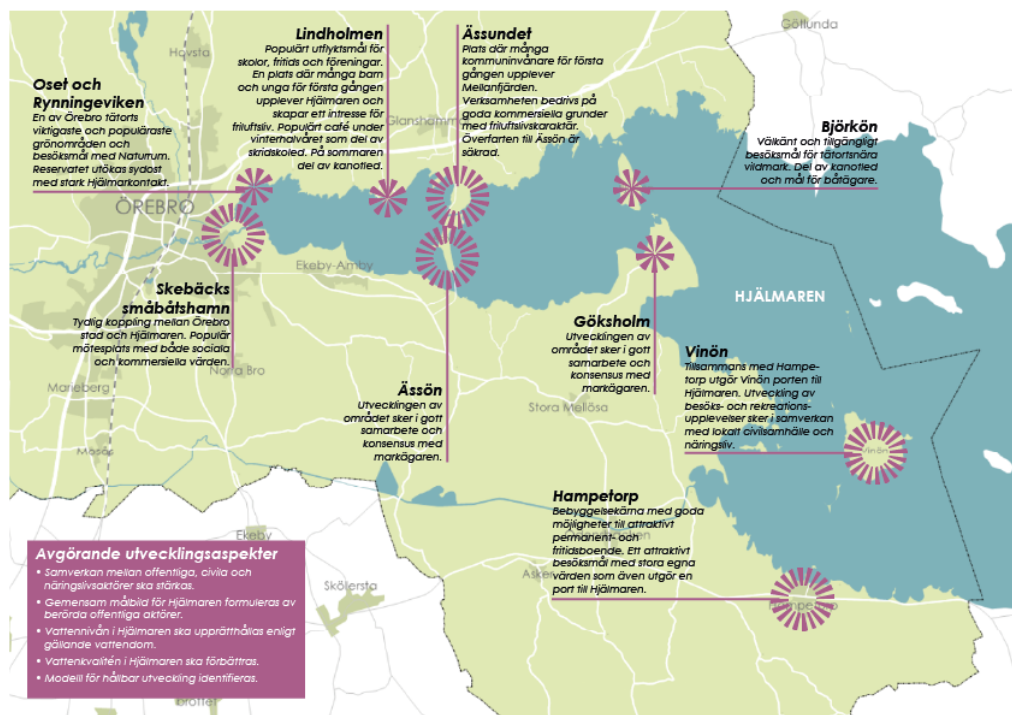 Götlunda
Hovsta
Lindholmen
Populärt utflyktsmål för
skolor, fritids och föreningar.
En plats där många barn
och unga för första gången
upplever Hjälmaren och
skapar ett intresse för
friluftsliv. Populärt café under
vinterhalvåret som del av
skridskoled. På sommaren
del av kanotled.
Ässundet
Plats där många
kommuninvånare för första
gången upplever
Mellanfjärden.
Verksamheten bedrivs på
goda kommersiella grunder
med friluftslivskaraktär.
Överfarten till Ässön är
säkrad.
Oset och
Rynningeviken
En av Örebro tätorts
viktigaste och populäraste
grönområden och
besöksmål med Naturrum.
Reservatet utökas sydost
med stark Hjälmarkontakt.
Glanshammar
Björkön
Välkänt och tillgängligt
besöksmål för tätortsnära
vildmark. Del av kanotled
och mål för båtägare.
ÖREBRO
Ekeby-Almby
HJÄLMAREN
Skebäcks
småbåtshamn
Tydlig koppling mellan Örebro
stad och Hjälmaren. Populär
mötesplats med både sociala
och kommersiella värden.
Norra Bro
Marieberg
Mosås
Göksholm
Utvecklingen av
området sker i gott
samarbete och
konsensus med
markägaren.
Vinön
Tillsammans med Hampe-
torp utgör Vinön porten till
Hjälmaren. Utveckling av
besöks- och rekreations-
upplevelser sker i samverkan
med lokalt civilsamhälle och
näringsliv.
Vinön
Ässön
Utvecklingen av
området sker i gott
samarbete och
konsensus med
markägaren.
Stora Mellösa
Hampetorp
Bebyggelsekärna med goda
möjligheter till attraktivt
permanent- och
fritidsboende. Ett attraktivt
besöksmål med stora egna
värden som även utgör en
port till Hjälmaren.
Asker
Hampetorp
Ekeby
Sköllersta
Avgörande utvecklingsaspekter
• Samverkan mellan offentliga, civila och
näringslivsaktörer ska stärkas.
• Gemensam målbild för Hjälmaren formuleras av
berörda offentliga aktörer.
• Vattennivån i Hjälmaren ska upprätthållas enligt
gällande vattendom.
• Vattenkvalitén i Hjälmaren ska förbättras.
• Modell för hållbar utveckling identifieras.